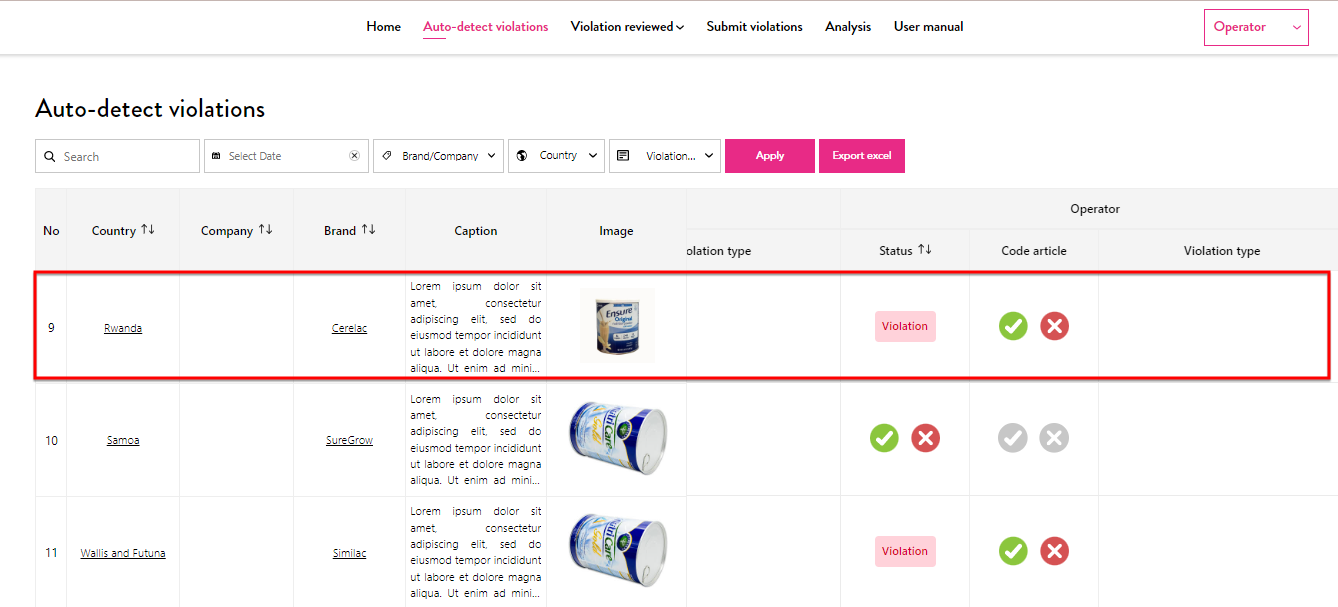 Home Auto-detect violations Violation reviewed Submit violations Analysis User manual Operator
Auto-detect violations
Search Select Date Brand/Company Country Violation... Apply Export excel
Operator
No Country Company Brand Caption Image
olation type Status Code article Violation type
Lorem ipsum dolor sit
amet, consectetur
adipiscing elit, sed do
eiusmod tempor incididunt
ut labore et dolore magna
aliqua. Ut enim ad mini...
9 Rwanda Cerelac
Ensure
Original
Violation
Lorem ipsum dolor sit
amet, consectetur
adipiscing elit, sed do
eiusmod tempor incididunt
ut labore et dolore magna
aliqua. Ut enim ad mini...
10 Samoa SureGrow
utriCare
Gold
Lorem ipsum dolor sit
amet, consectetur
adipiscing elit, sed do
eiusmod tempor incididunt
ut labore et dolore magna
aliqua. Ut enim ad mini...
11 Wallis and Futuna Similac
utriCare
Gold
Violation